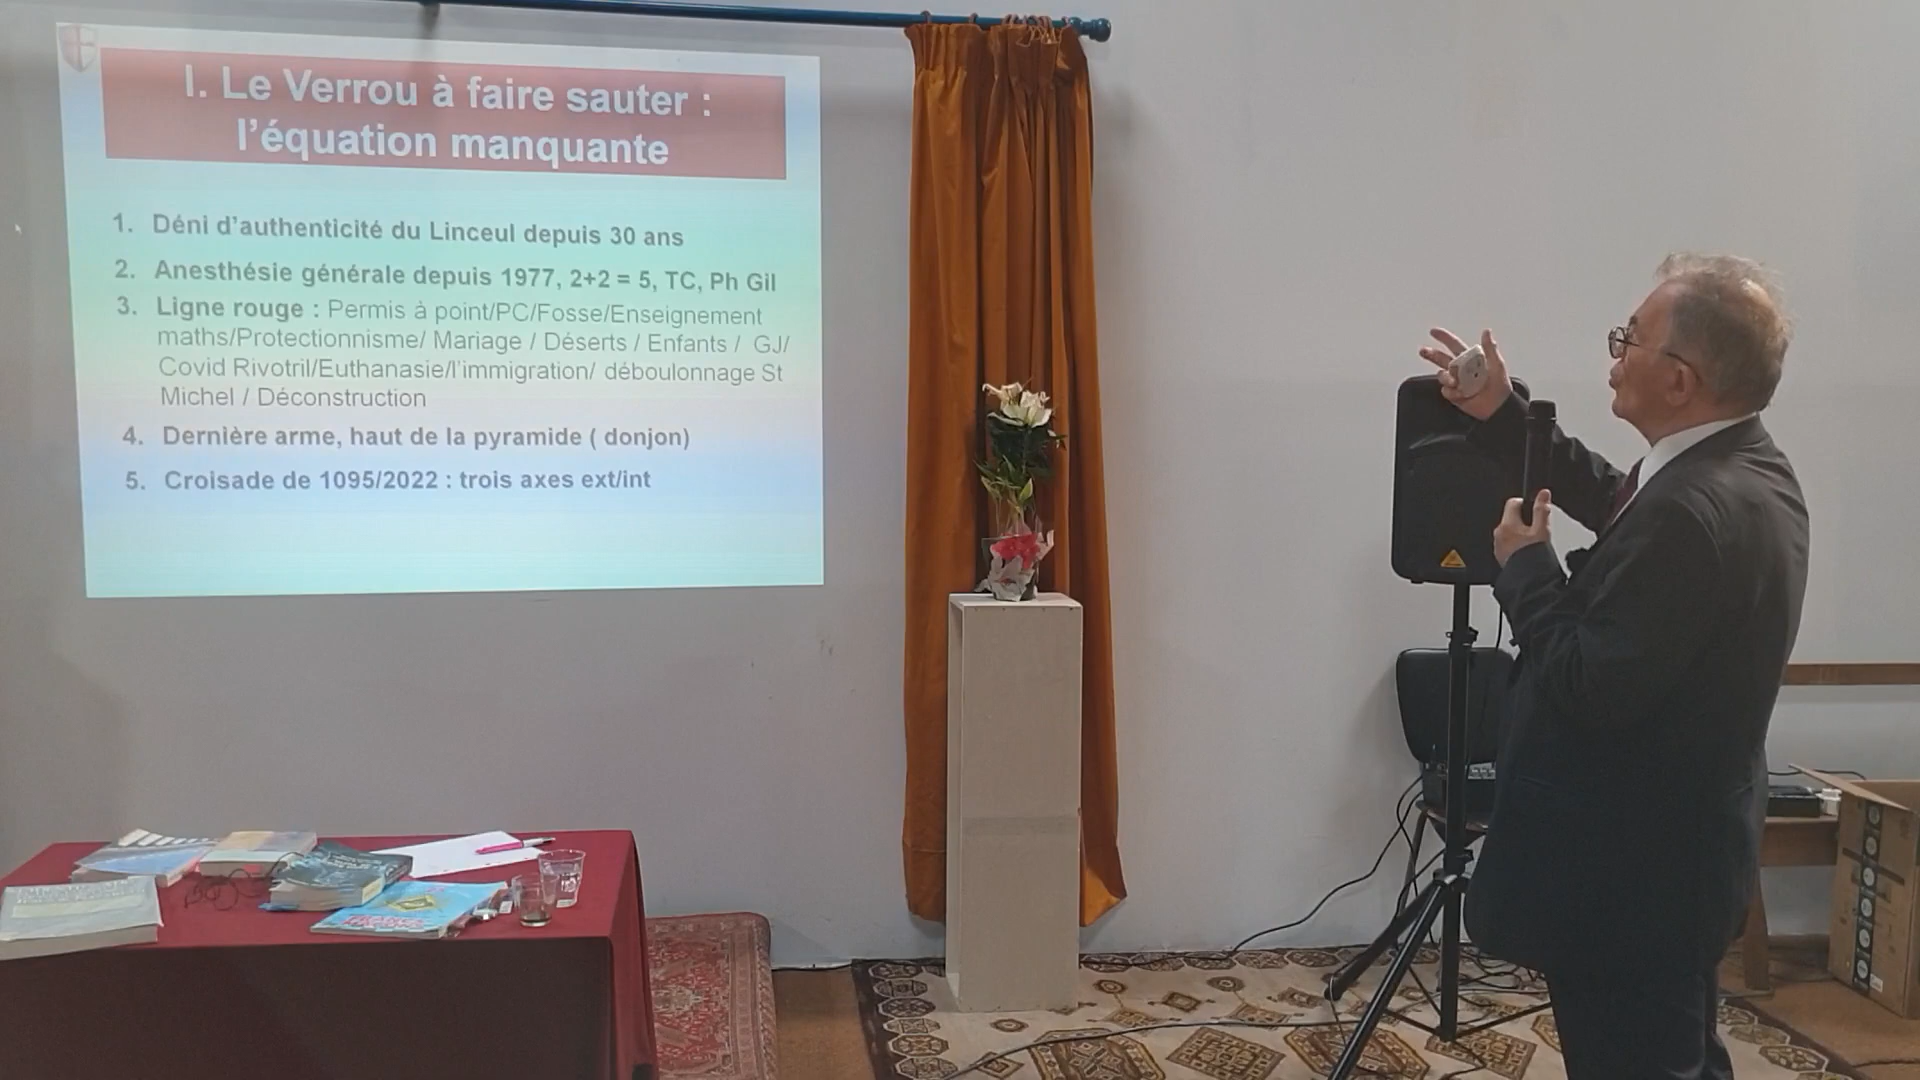 I. Le Verrou à faire sauter :
l'équation manquante
1. Déni d'authenticité du Linceul depuis 30 ans
2. Anesthésie générale depuis 1977, 2+2 = 5, TC, Ph Gil
3. Ligne rouge : Permis à point/PC/Fosse/Enseignement
maths/Protectionnisme/ Mariage / Déserts / Enfants / GJ/
Covid Rivotril/Euthanasie/l'immigration/ déboulonnage St
Michel / Déconstruction
4. Dernière arme, haut de la pyramide ( donjon)
5. Croisade de 1095/2022 : trois axes ext/int